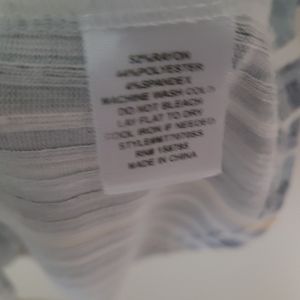 52%RAYON
44%POLYESTER
4%SPANDEX
MACHINE WASH COLD
DO NOT BLEACH
LAY FLAT TO DRY
COOL IRON IF NEEDED
MADE IN CHINA